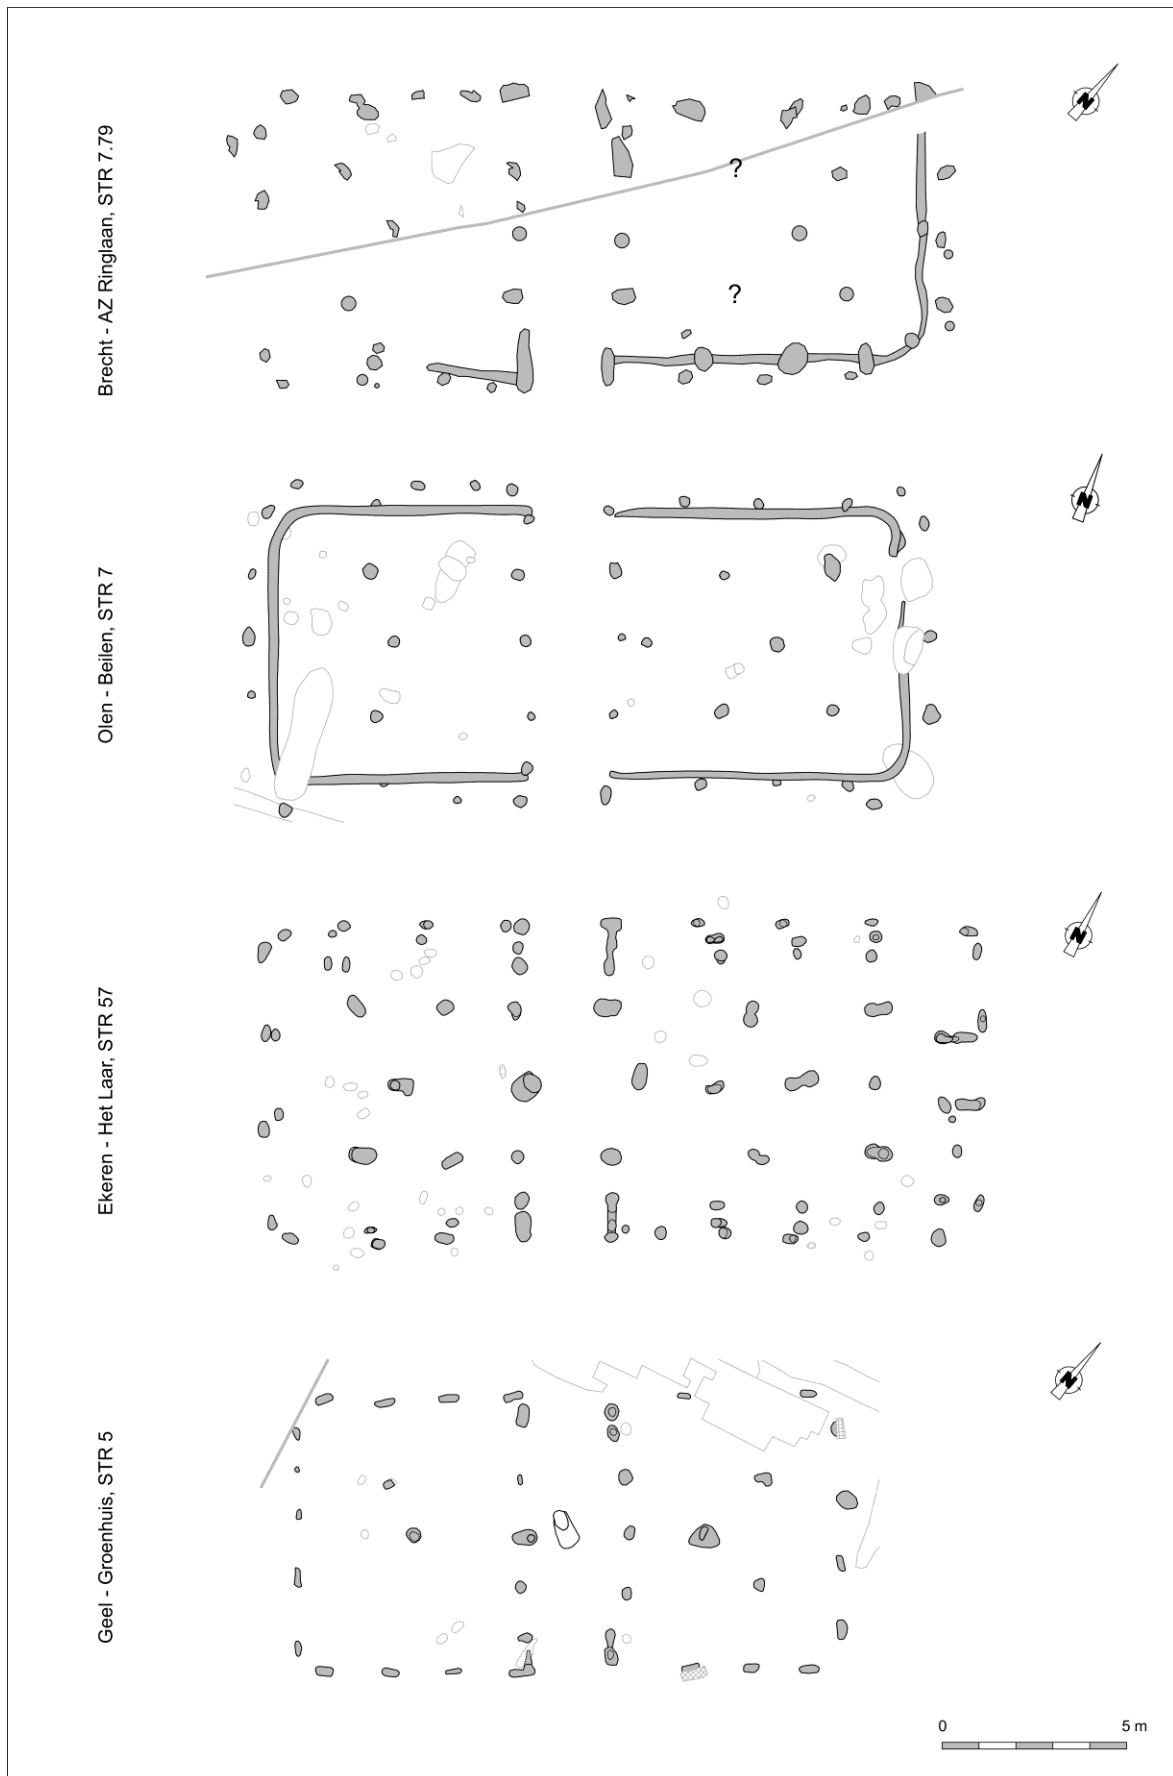 Brecht - AZ Ringlaan, STR 7.79
N
?
?
Olen - Beilen, STR 7
N
Ekeren - Het Laar, STR 57
N
Geel - Groenhuis, STR 5
N
0 5 m